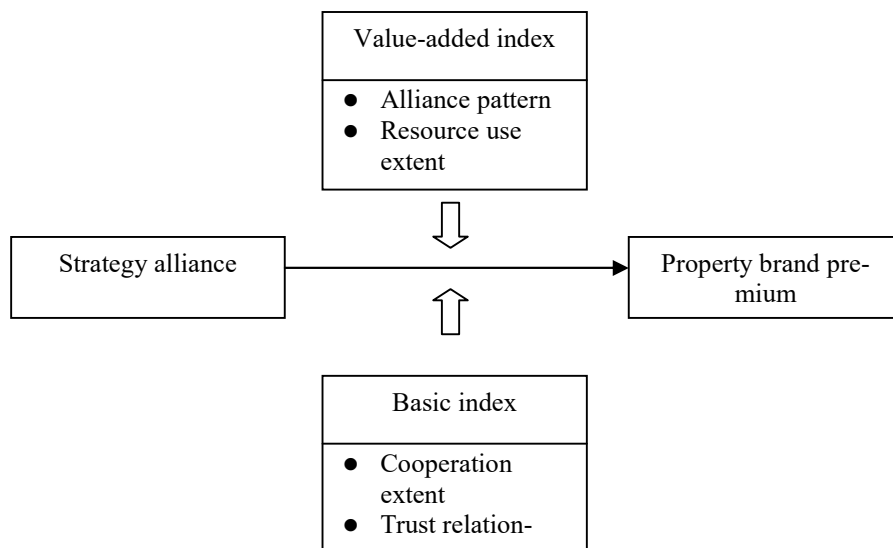 Value-added index
● Alliance pattern
● Resource use
extent
Strategy alliance
Property brand pre-
mium
Basic index
● Cooperation
extent
● Trust relation-